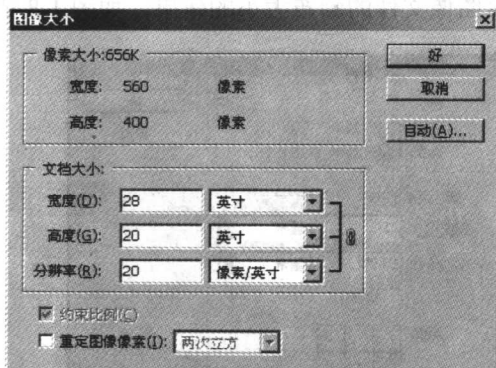 图像大小
像素大小:656K
好
宽度: 560 像素
取消
高度: 400 像素
自动(A)...
文档大小:
宽度(D): 28 英寸
高度(G): 20 英寸
分辨率(R): 20 像素/英寸
约束比例(C)
重定图像像素(I): 两次立方